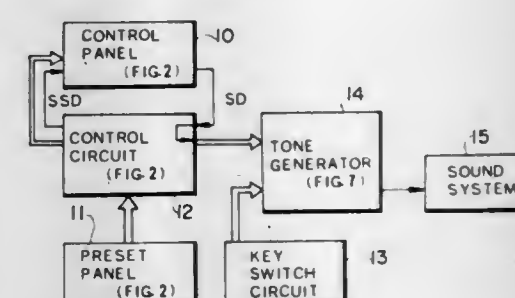 CONTROL
PANEL
(FIG.2)
10
SSD
SD
CONTROL
CIRCUIT
(FIG.2)
12
14
TONE
GENERATOR
(FIG.7)
15
SOUND
SYSTEM
11
PRESET
PANEL
(FIG.2)
KEY
SWITCH
CIRCUIT
13